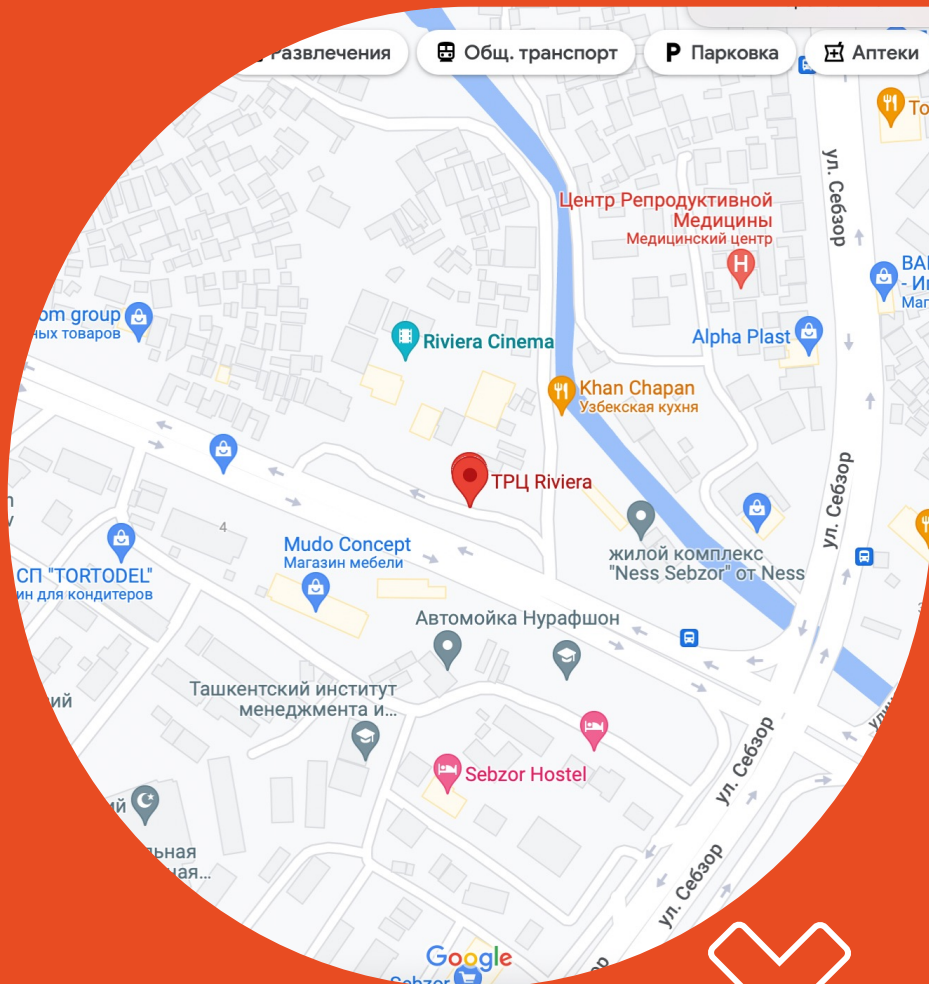 Развлечения
Общ. транспорт
P Парковка
Аптеки
ул. Себзор
Центр Репродуктивной
Медицины
Медицинский центр
H
om group
ных товаров
Riviera Cinema
Alpha Plast
Khan Chapan
Узбекская кухня
ул. Себзор
ТРЦ Riviera
4
Mudo Concept
Магазин мебели
жилой комплекс
"Ness Sebzor" от Ness
СП "TORTODEL"
ин для кондитеров
Автомойка Нурафшон
Ташкентский институт
менеджмента и...
ул. Себзор
Sebzor Hostel
ул. Себзор
Google
Sebzor